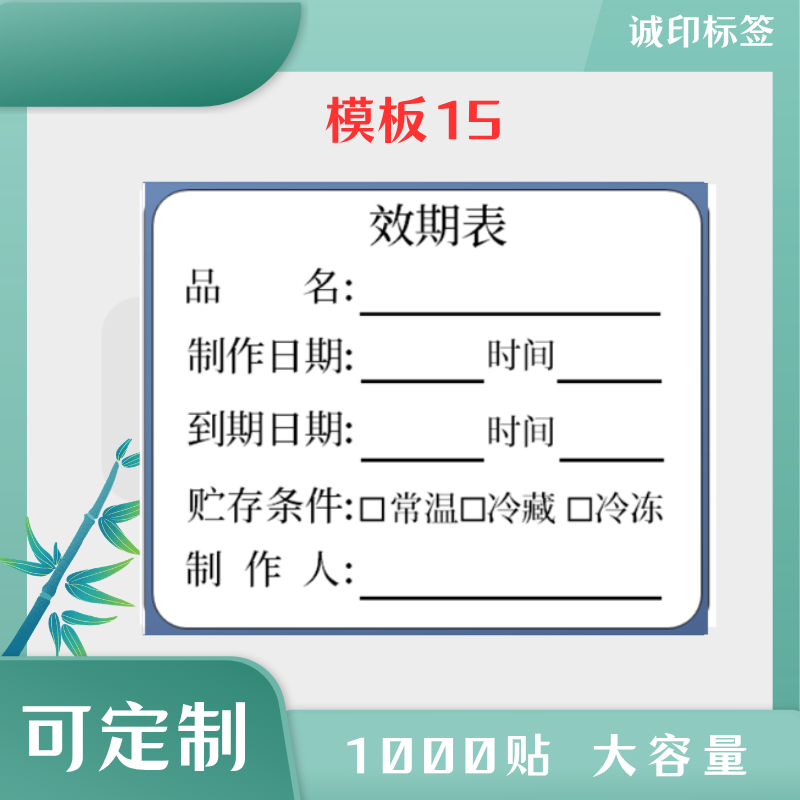 诚印标签
模板15
效期表
品 名:
制作日期: 时间
到期日期: 时间
贮存条件:□常温□冷藏 □冷冻
制 作 人:
可定制
1000贴 大容量